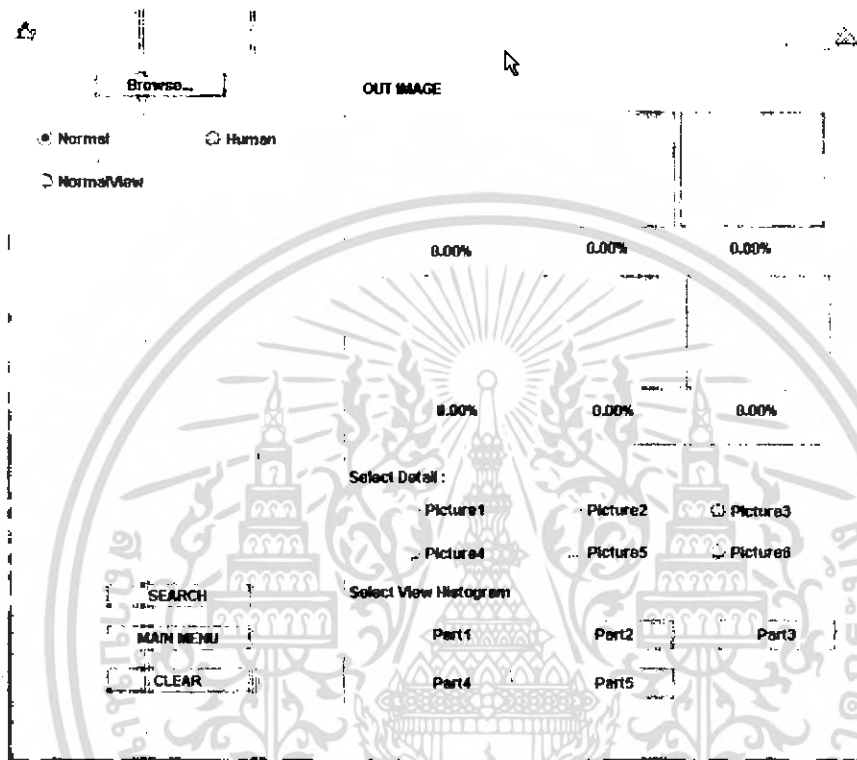 Browse...
OUT IMAGE
Normal
Human
NormalView
0.00%
0.00%
0.00%
0.00%
0.00%
0.00%
Select Detail :
Picture1
Picture2
Picture3
Picture4
Picture5
Picture6
Select View Histogram
SEARCH
MAIN MENU
CLEAR
Part1
Part2
Part3
Part4
Part5